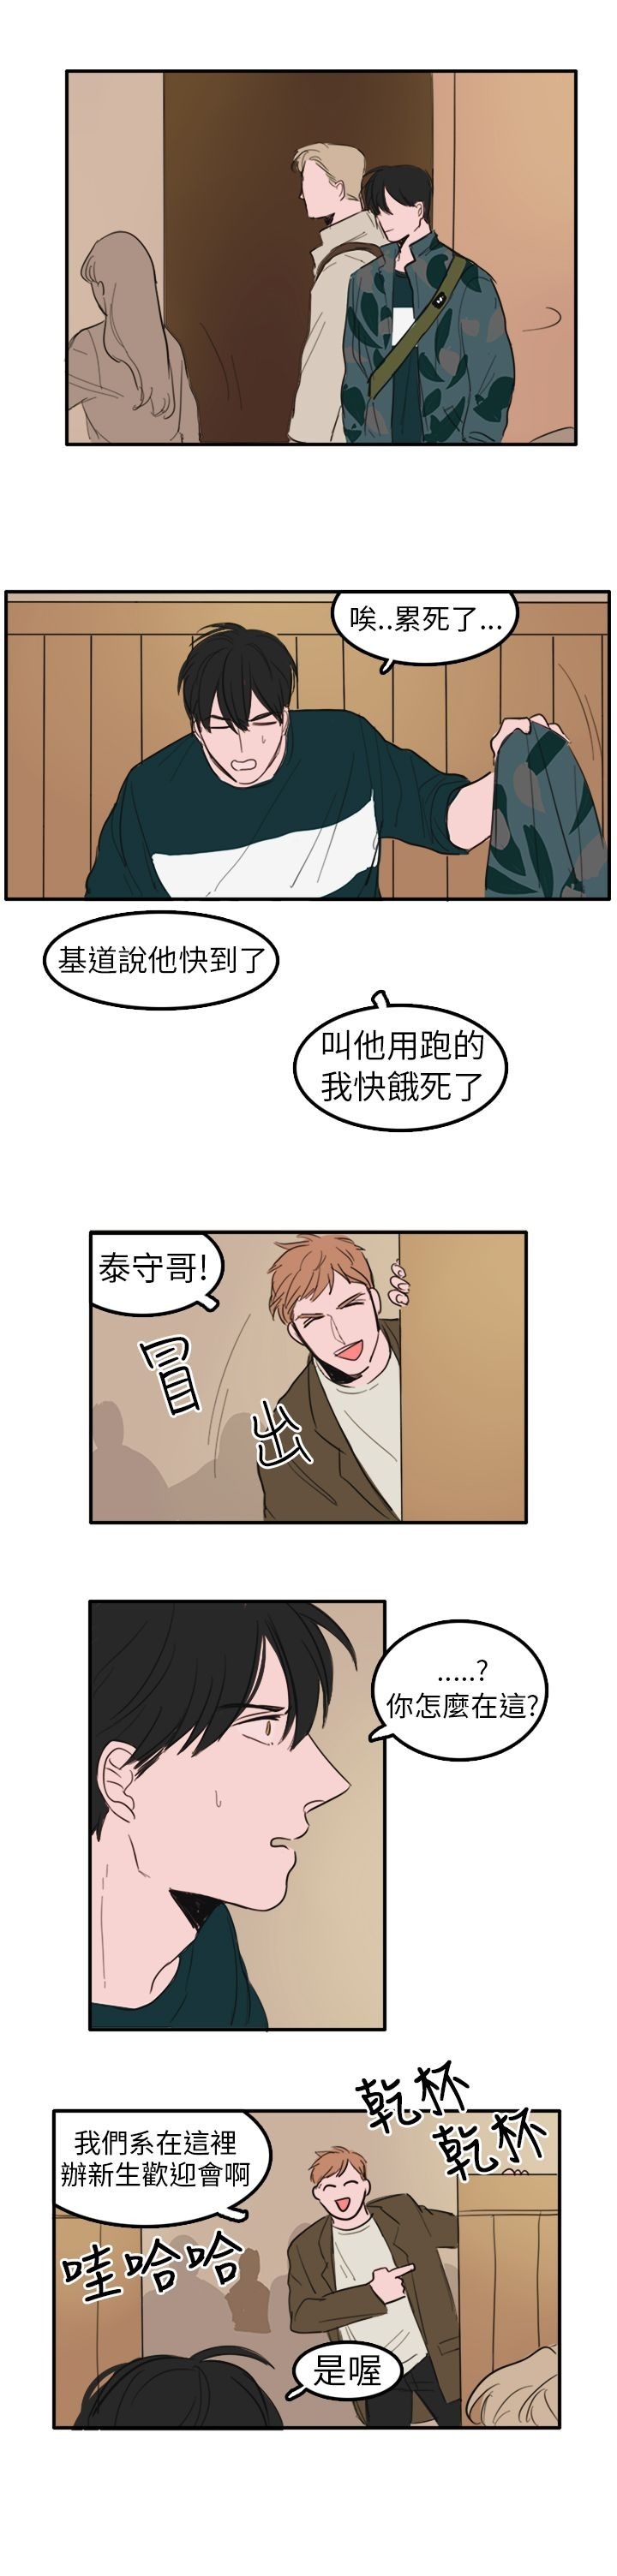 唉..累死了...
基道說他快到了
叫他用跑的
我快餓死了
泰守哥!
冒出
.....?
你怎麼在這?
乾杯
乾杯
我們系在這裡
辦新生歡迎會啊
哇哈哈
是喔